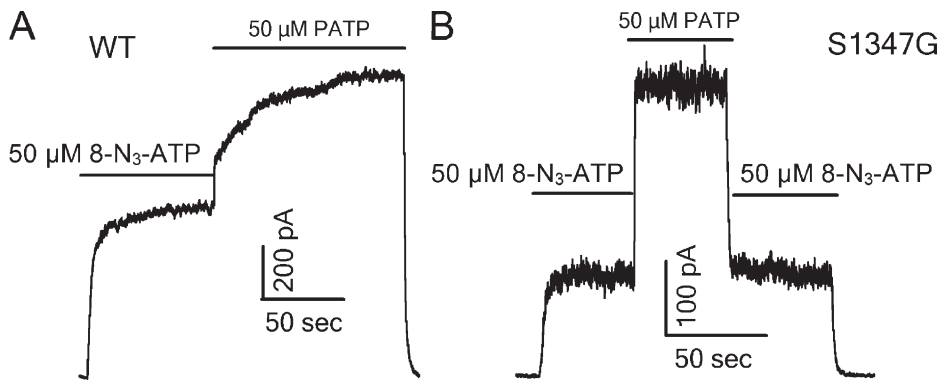 A
WT
50 µM PATP
50 µM 8-N₃-ATP
200 pA
50 sec
B
S1347G
50 µM PATP
50 µM 8-N₃-ATP
50 µM 8-N₃-ATP
100 pA
50 sec